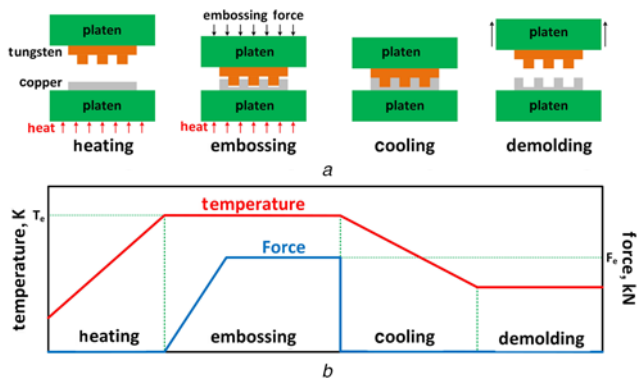 embossing force
platen
platen
platen
platen
tungsten
copper
platen
platen
platen
platen
heat
heat
heating
embossing
cooling
demolding
a
temperature, K
Tₑ
temperature
Force
Fₑ
force, kN
heating
embossing
cooling
demolding
b